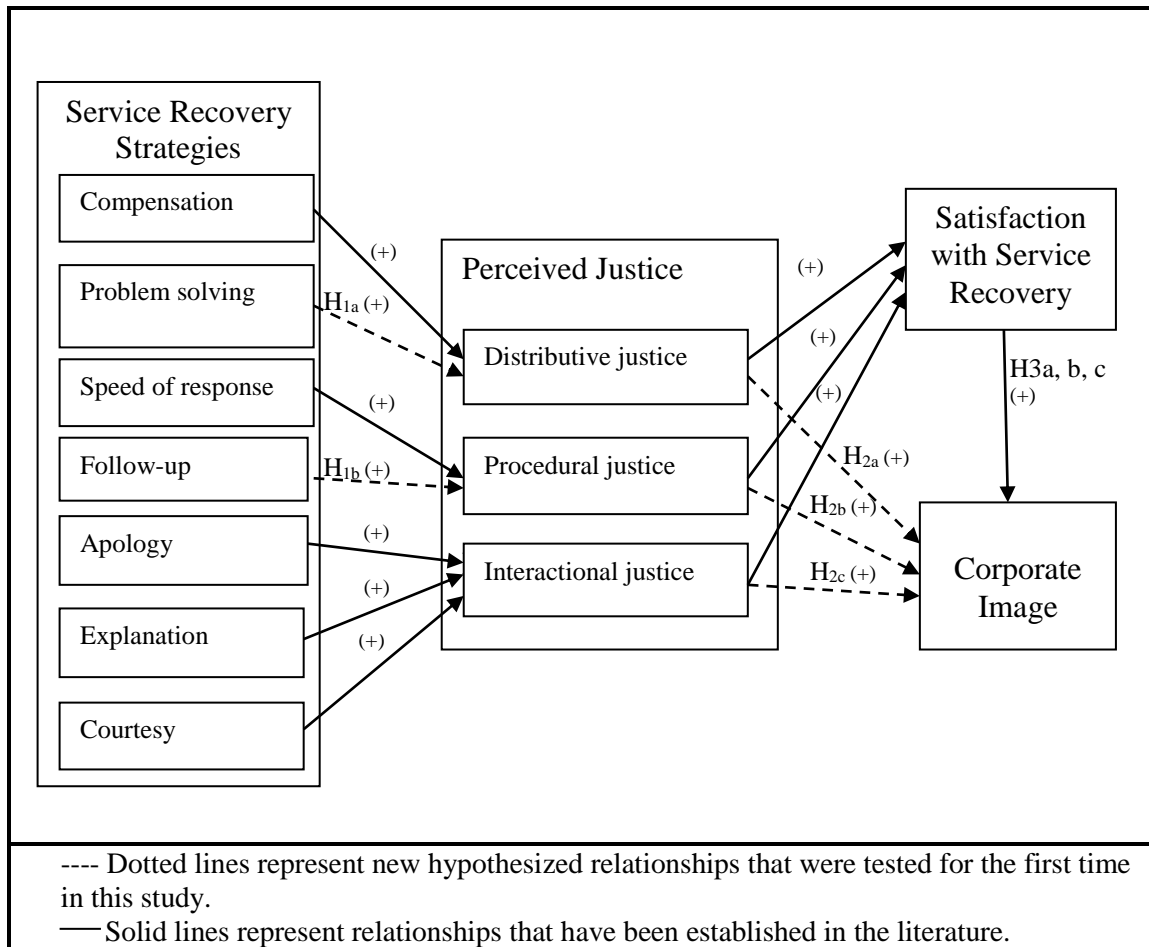 Service Recovery
Strategies
Compensation
Problem solving
Speed of response
Follow-up
Apology
Explanation
Courtesy
(+)
H1a (+)
(+)
H1b (+)
(+)
(+)
(+)
Perceived Justice
Distributive justice
Procedural justice
Interactional justice
(+)
(+)
(+)
H2a (+)
H2b (+)
H2c (+)
Satisfaction
with Service
Recovery
H3a, b, c
(+)
Corporate
Image
---- Dotted lines represent new hypothesized relationships that were tested for the first time
in this study.
Solid lines represent relationships that have been established in the literature.